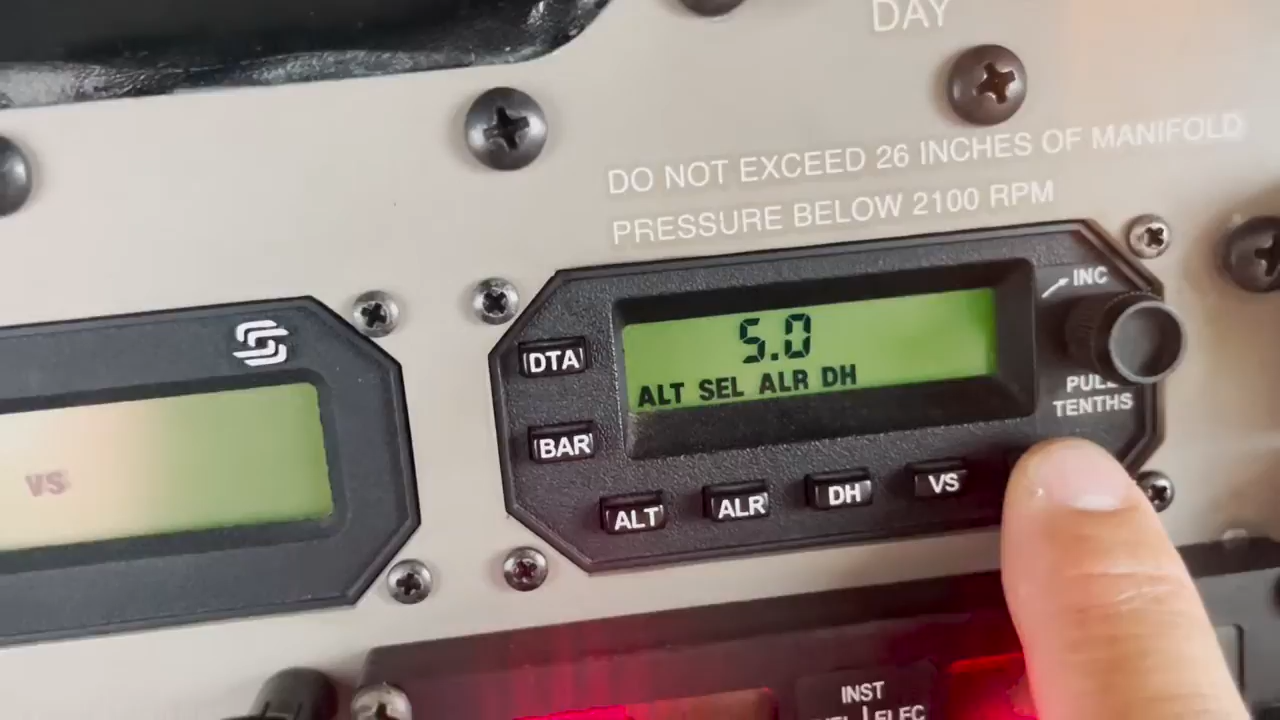 DAY
DO NOT EXCEED 26 INCHES OF MANIFOLD
PRESSURE BELOW 2100 RPM
INC
DTA
5.0
ALT SEL ALR DH
PULL
TENTHS
BAR
VS
ALT
ALR
DH
VS
INST
ELEC